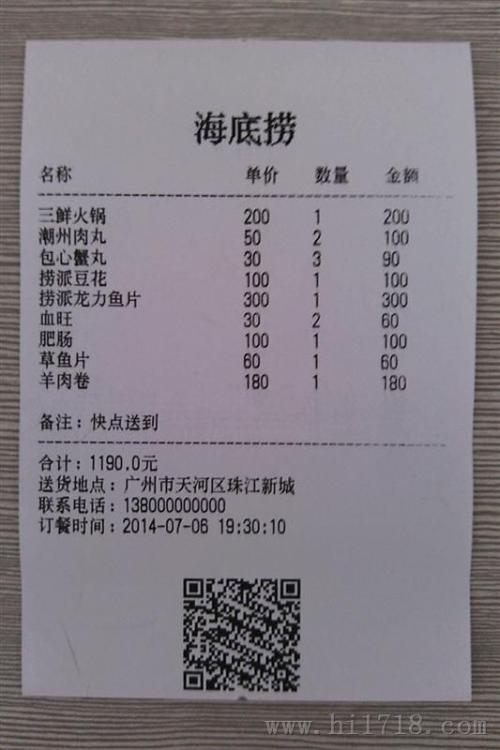 海底捞
名称 单价 数量 金额
三鲜火锅 200 1 200
潮州肉丸 50 2 100
包心蟹丸 30 3 90
捞派豆花 100 1 100
捞派龙力鱼片 300 1 300
血旺 30 2 60
肥肠 100 1 100
草鱼片 60 1 60
羊肉卷 180 1 180
备注：快点送到
合计：1190.0元
送货地点：广州市天河区珠江新城
联系电话：138000000000
订餐时间：2014-07-06 19:30:10
www.hi1718.com